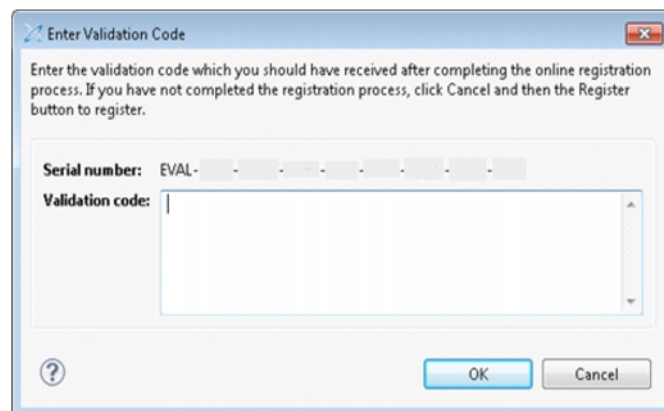 Enter Validation Code
Enter the validation code which you should have received after completing the online registration
process. If you have not completed the registration process, click Cancel and then the Register
button to register.
Serial number: EVAL- - - - - - - -
Validation code:
OK Cancel